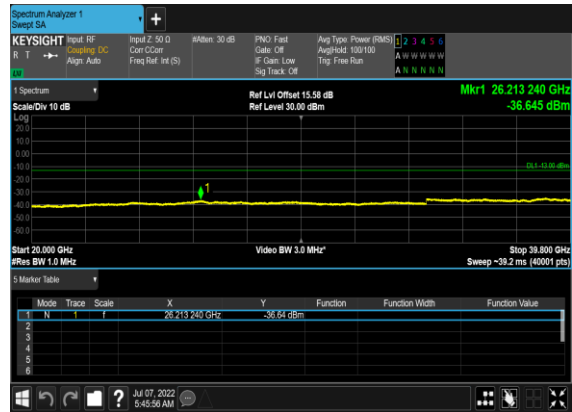 Spectrum Analyzer 1
Swept SA
+
KEYSIGHT Input: RF Input Z: 50 Ω #Atten: 30 dB PNO: Fast Avg Type: Power (RMS) 1 2 3 4 5 6
R T Coupling: DC Corr CCorr Gate: Off Avg|Hold: 100/100 A W W W W W
Align: Auto Freq Ref: Int (S) IF Gain: Low Trig: Free Run
LW Sig Track: Off A N N N N N
1 Spectrum Ref Lvl Offset 15.58 dB Mkr1 26.213 240 GHz
Scale/Div 10 dB Ref Level 30.00 dBm -36.645 dBm
Log
20.0
10.0
0.00
-10.0
DL1 -13.00 dBm
-20.0
1
-30.0
-40.0
-50.0
-60.0
Start 20.000 GHz Video BW 3.0 MHz* Stop 39.800 GHz
#Res BW 1.0 MHz Sweep ~39.2 ms (40001 pts)
5 Marker Table
Mode Trace Scale X Y Function Function Width Function Value
1 N 1 f 26.213 240 GHz -36.64 dBm
2
3
4
5
6
? Jul 07, 2022
5:45:56 AM